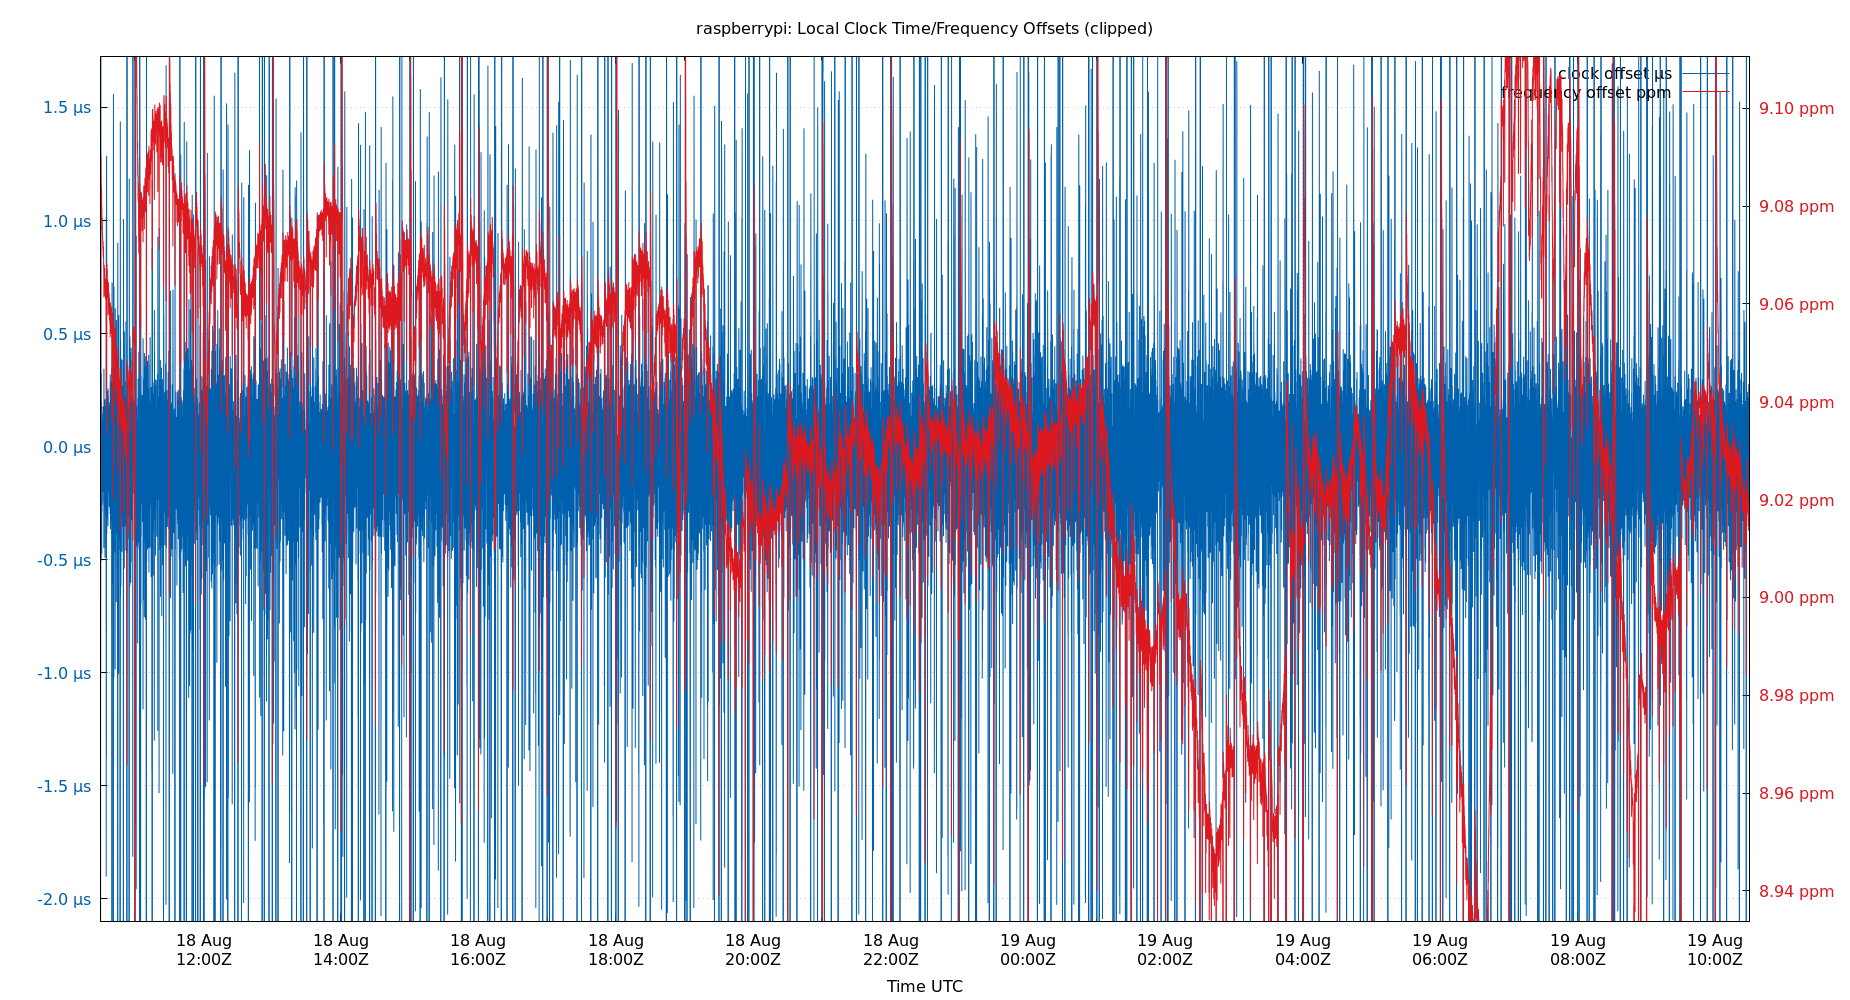 raspberrypi: Local Clock Time/Frequency Offsets (clipped)
clock offset µs
frequency offset ppm
1.5 µs
1.0 µs
0.5 µs
0.0 µs
-0.5 µs
-1.0 µs
-1.5 µs
-2.0 µs
9.10 ppm
9.08 ppm
9.06 ppm
9.04 ppm
9.02 ppm
9.00 ppm
8.98 ppm
8.96 ppm
8.94 ppm
18 Aug 18 Aug 18 Aug 18 Aug 18 Aug 18 Aug 19 Aug 19 Aug 19 Aug 19 Aug 19 Aug 19 Aug
12:00Z 14:00Z 16:00Z 18:00Z 20:00Z 22:00Z 00:00Z 02:00Z 04:00Z 06:00Z 08:00Z 10:00Z
Time UTC